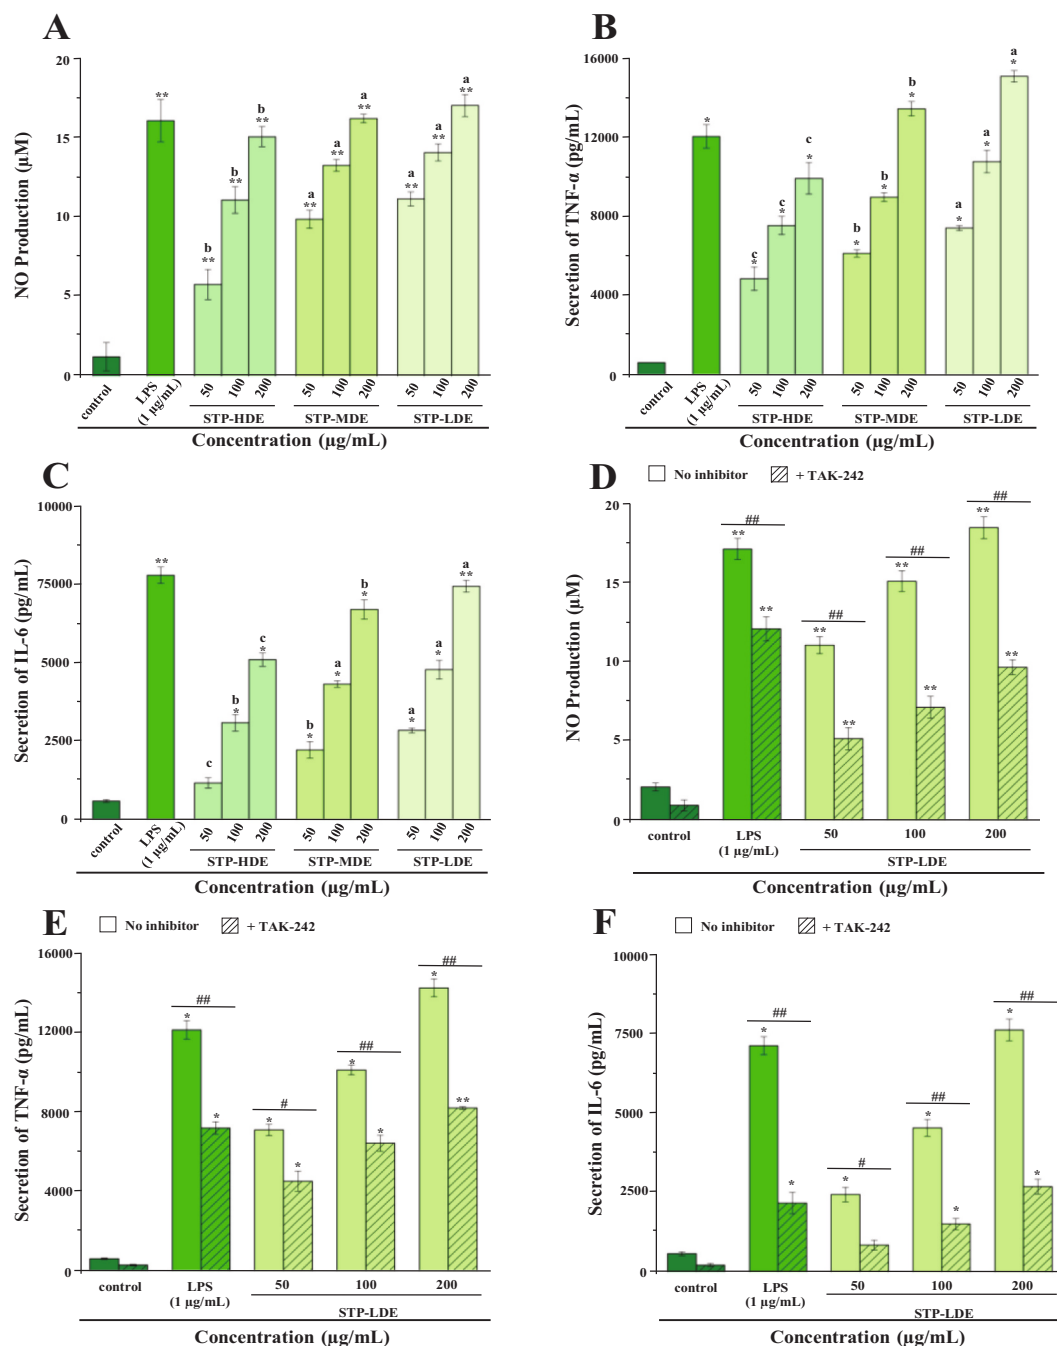 A
NO Production (μM)
20
15
10
5
0
** b ** b ** b ** a ** a ** a ** a ** a ** a **
control
LPS (1 μg/mL)
50 100 200 50 100 200 50 100 200
STP-HDE STP-MDE STP-LDE
Concentration (μg/mL)
B
Secretion of TNF-α (pg/mL)
16000
12000
8000
4000
0
* c * c * c * b * b * b * a * a * a *
control
LPS (1 μg/mL)
50 100 200 50 100 200 50 100 200
STP-HDE STP-MDE STP-LDE
Concentration (μg/mL)
C
Secretion of IL-6 (pg/mL)
10000
75000
5000
2500
0
** c b * c * b * a * b * a * a * a **
control
LPS (1 μg/mL)
50 100 200 50 100 200 50 100 200
STP-HDE STP-MDE STP-LDE
Concentration (μg/mL)
D
No inhibitor + TAK-242
NO Production (μM)
20
15
10
5
0
## ## ## ##
** ** ** ** ** ** ** **
control LPS 50 100 200
(1 μg/mL) STP-LDE
Concentration (μg/mL)
E
No inhibitor + TAK-242
Secretion of TNF-α (pg/mL)
16000
12000
8000
4000
0
## # ## ##
* * * * * * **
control LPS 50 100 200
(1 μg/mL)
STP-LDE
Concentration (μg/mL)
F
No inhibitor + TAK-242
Secretion of IL-6 (pg/mL)
10000
7500
5000
2500
0
## # ## ##
* * * * * * *
control LPS 50 100 200
(1 μg/mL)
STP-LDE
Concentration (μg/mL)